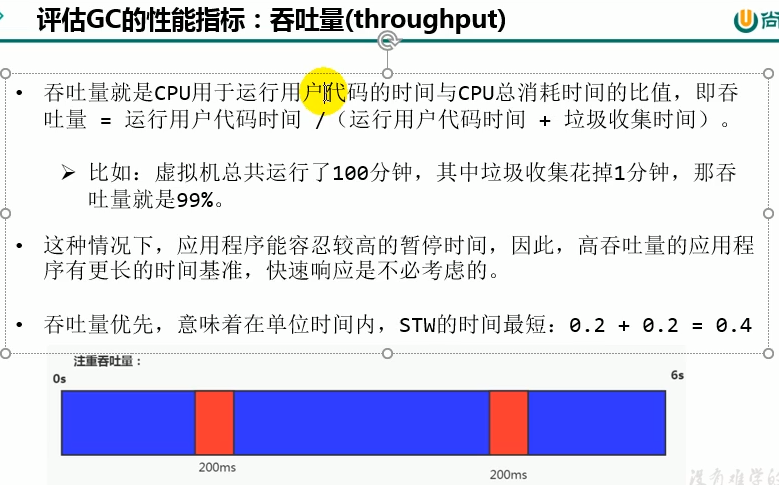 评估GC的性能指标：吞吐量(throughput)
尚
• 吞吐量就是CPU用于运行用户代码的时间与CPU总消耗时间的比值，即吞
吐量 = 运行用户代码时间 /（运行用户代码时间 + 垃圾收集时间）。
➢ 比如：虚拟机总共运行了100分钟，其中垃圾收集花掉1分钟，那吞
吐量就是99%。
• 这种情况下，应用程序能容忍较高的暂停时间，因此，高吞吐量的应用程
序有更长的时间基准，快速响应是不必考虑的。
• 吞吐量优先，意味着在单位时间内，STW的时间最短：0.2 + 0.2 = 0.4
注重吞吐量：
0s
6s
200ms
200ms
没有难学的